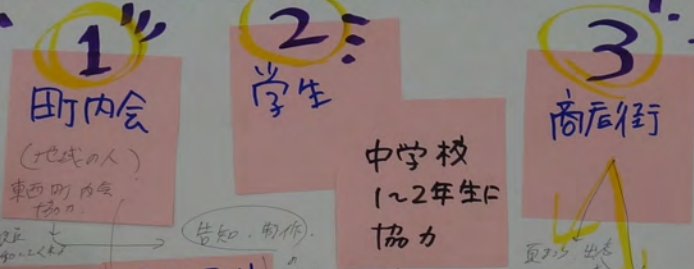 1
町内会
(地域の人)
東西町内会
協力
告知・制作
2
学生
中学校
1~2年生に
協力
3
商店街